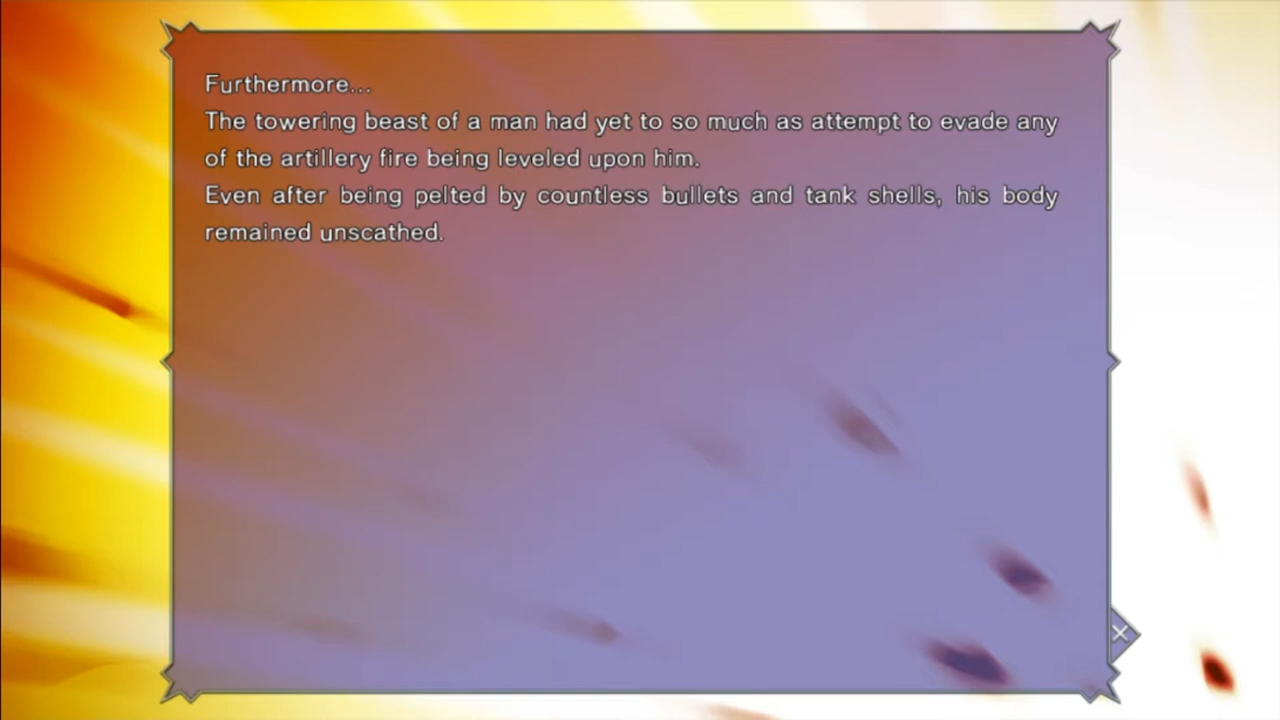 Furthermore...
The towering beast of a man had yet to so much as attempt to evade any
of the artillery fire being leveled upon him.
Even after being pelted by countless bullets and tank shells, his body
remained unscathed.